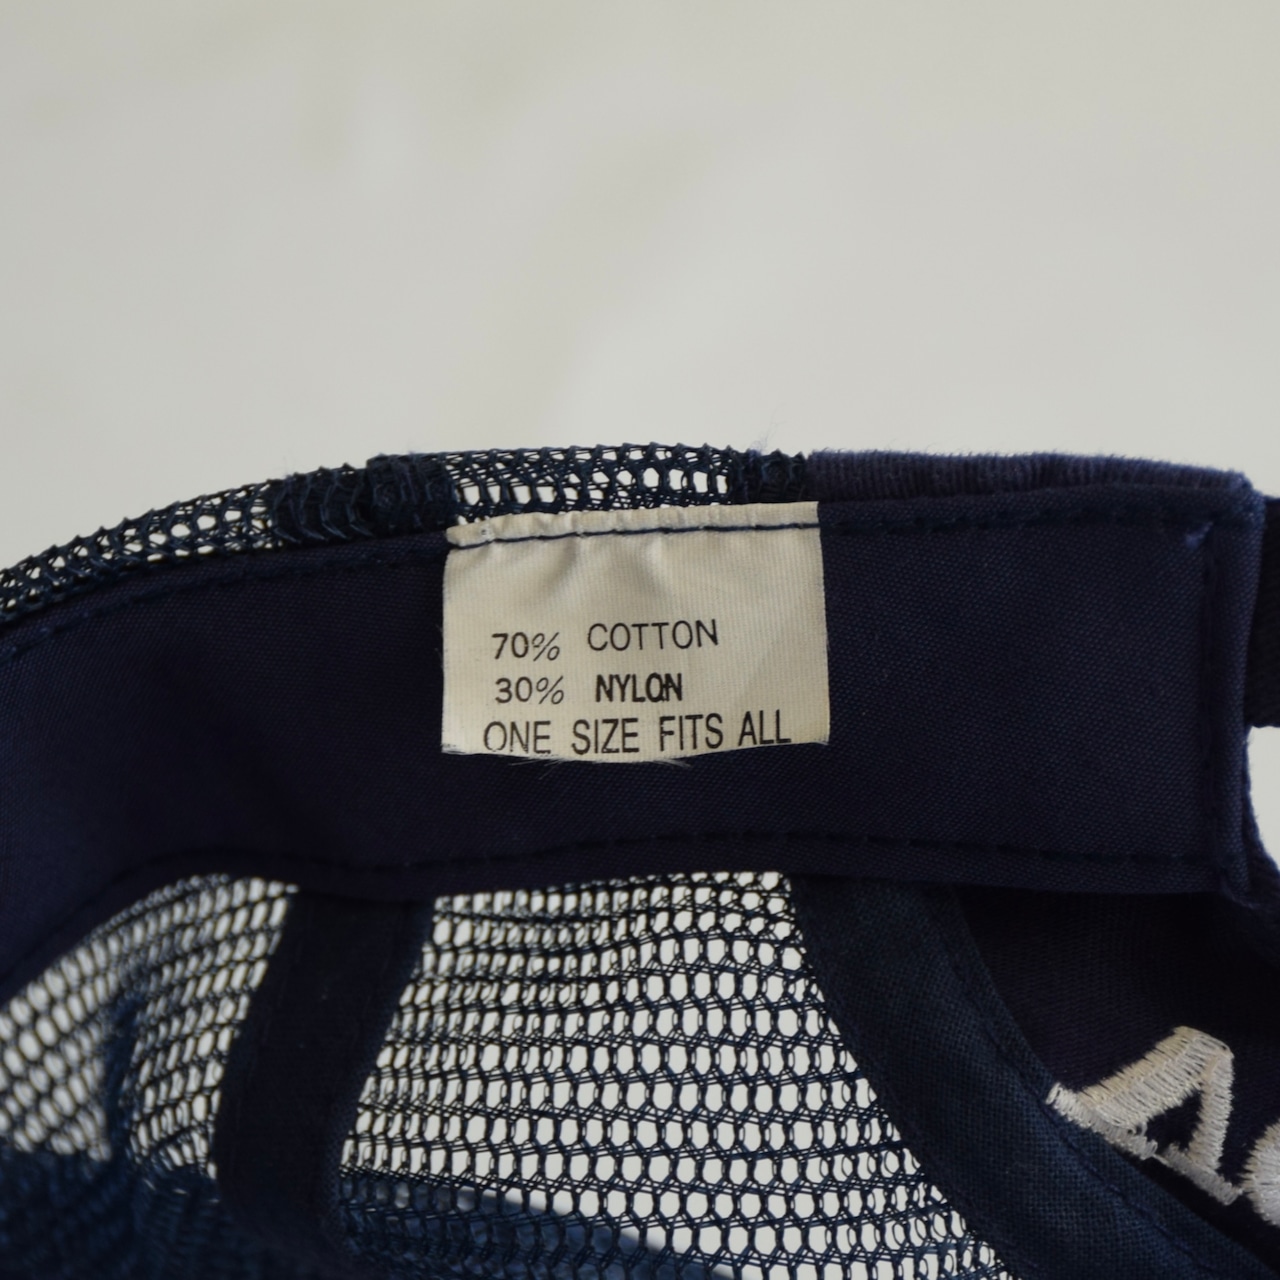 70% COTTON
30% NYLON
ONE SIZE FITS ALL